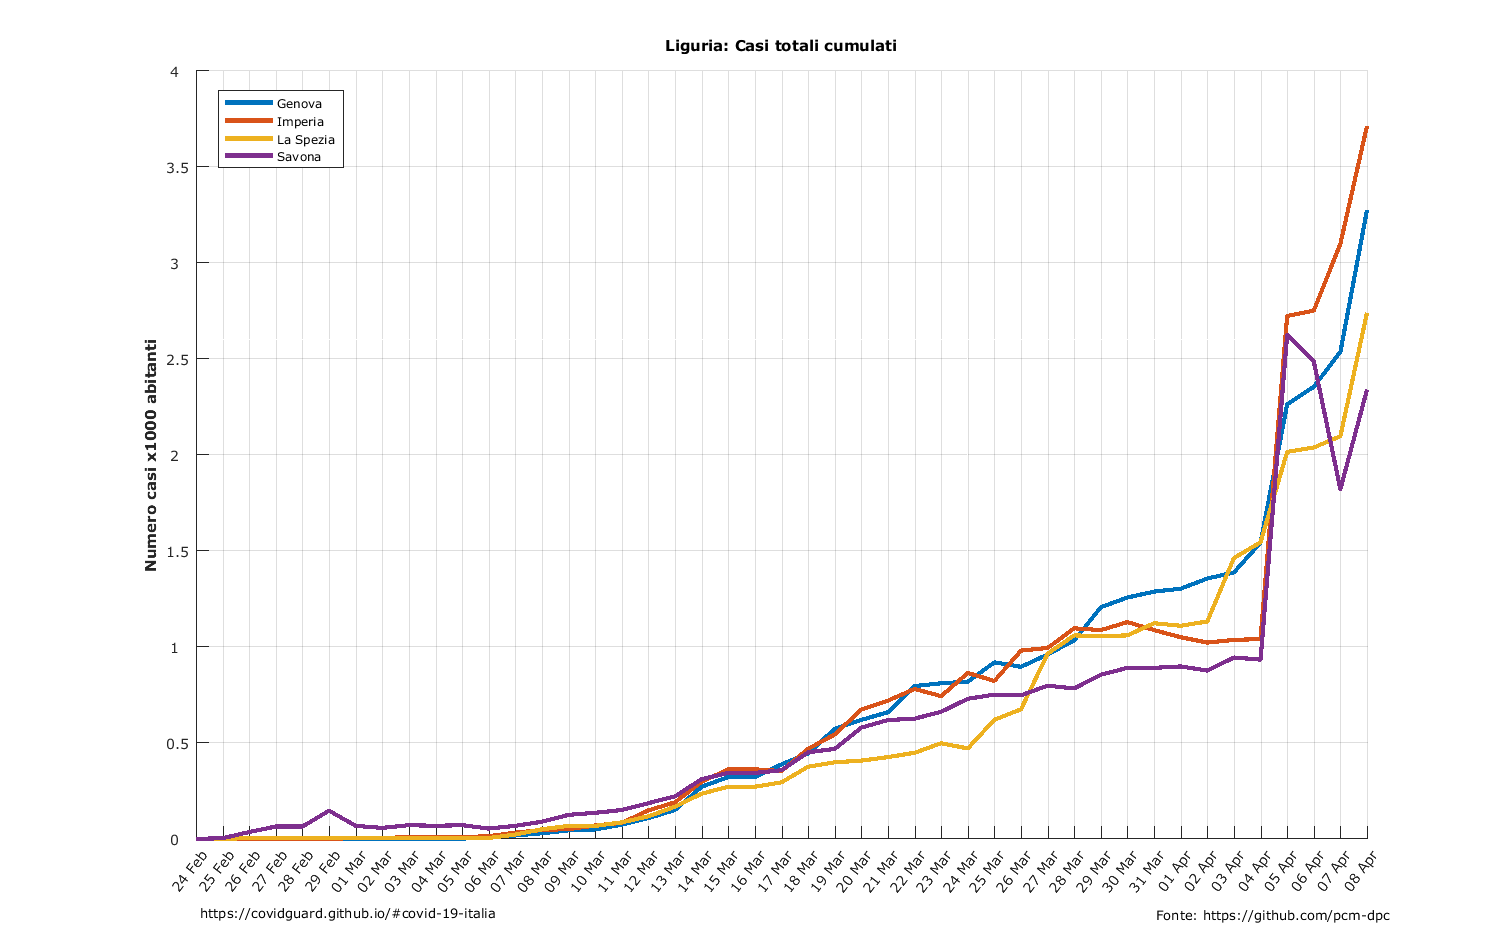 Liguria: Casi totali cumulati
4
3.5
3
2.5
2
1.5
1
0.5
0
Numero casi x1000 abitanti
Genova
Imperia
La Spezia
Savona
24 Feb
25 Feb
26 Feb
27 Feb
28 Feb
29 Feb
01 Mar
02 Mar
03 Mar
04 Mar
05 Mar
06 Mar
07 Mar
08 Mar
09 Mar
10 Mar
11 Mar
12 Mar
13 Mar
14 Mar
15 Mar
16 Mar
17 Mar
18 Mar
19 Mar
20 Mar
21 Mar
22 Mar
23 Mar
24 Mar
25 Mar
26 Mar
27 Mar
28 Mar
29 Mar
30 Mar
31 Mar
01 Apr
02 Apr
03 Apr
04 Apr
05 Apr
06 Apr
07 Apr
08 Apr
https://covidguard.github.io/#covid-19-italia
Fonte: https://github.com/pcm-dpc